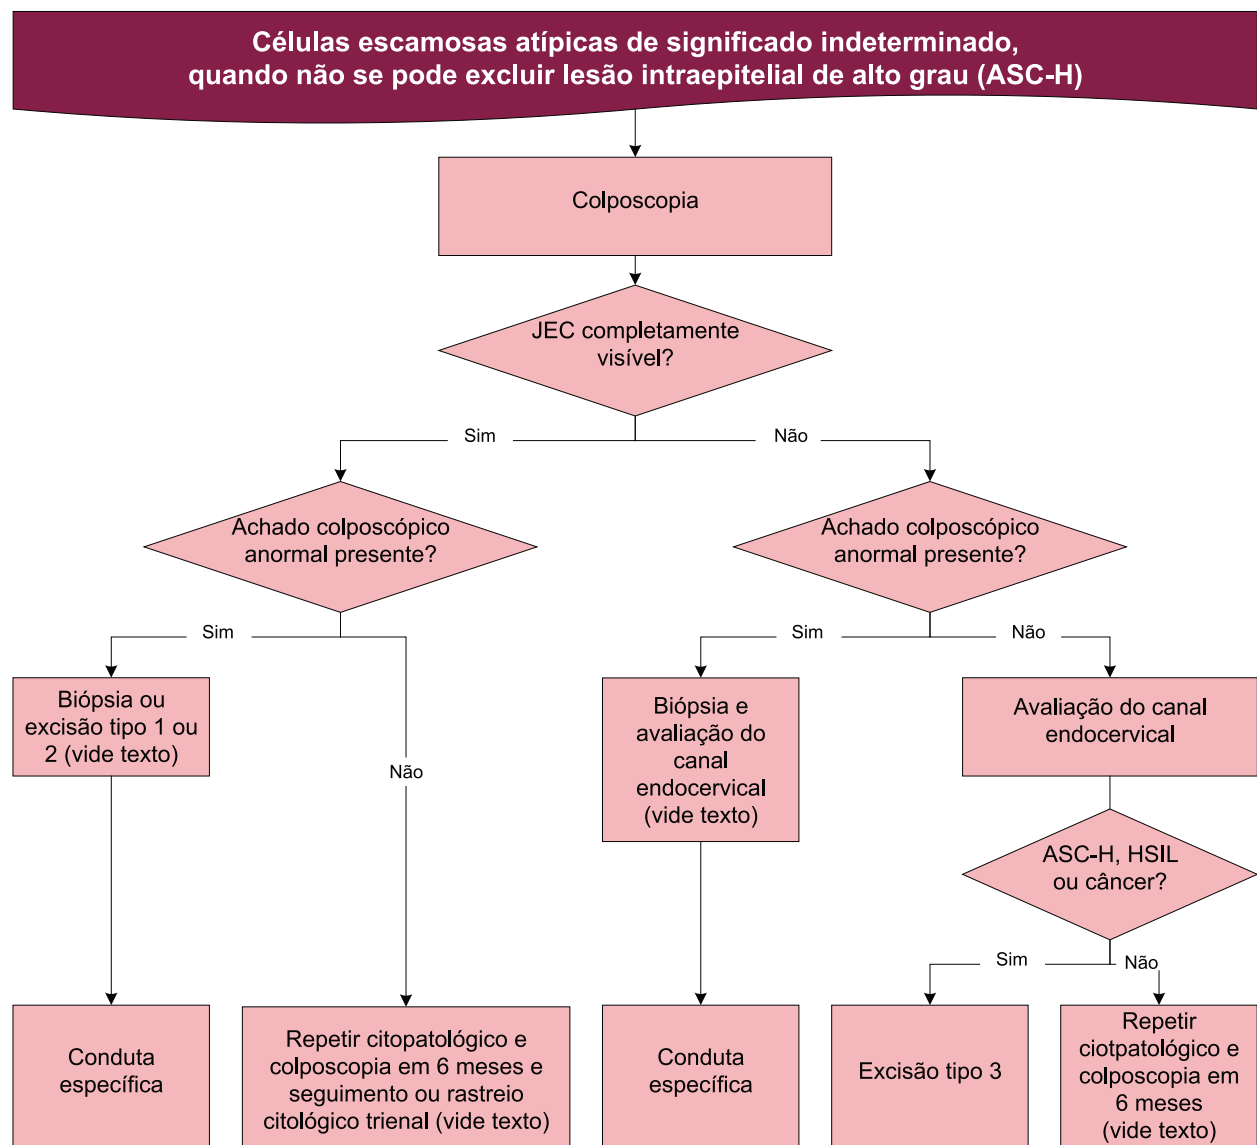 Células escamosas atípicas de significado indeterminado,
quando não se pode excluir lesão intraepitelial de alto grau (ASC-H)
Colposcopia
JEC completamente
visível?
Sim
Não
Achado colposcópico
anormal presente?
Achado colposcópico
anormal presente?
Sim
Não
Sim
Não
Biópsia ou
excisão tipo 1 ou
2 (vide texto)
Biópsia e
avaliação do
canal
endocervical
(vide texto)
Avaliação do canal
endocervical
ASC-H, HSIL
ou câncer?
Sim
Não
Conduta
específica
Repetir citopatológico e
colposcopia em 6 meses e
seguimento ou rastreio
citológico trienal (vide texto)
Conduta
específica
Excisão tipo 3
Repetir
ciotpatológico e
colposcopia em
6 meses
(vide texto)